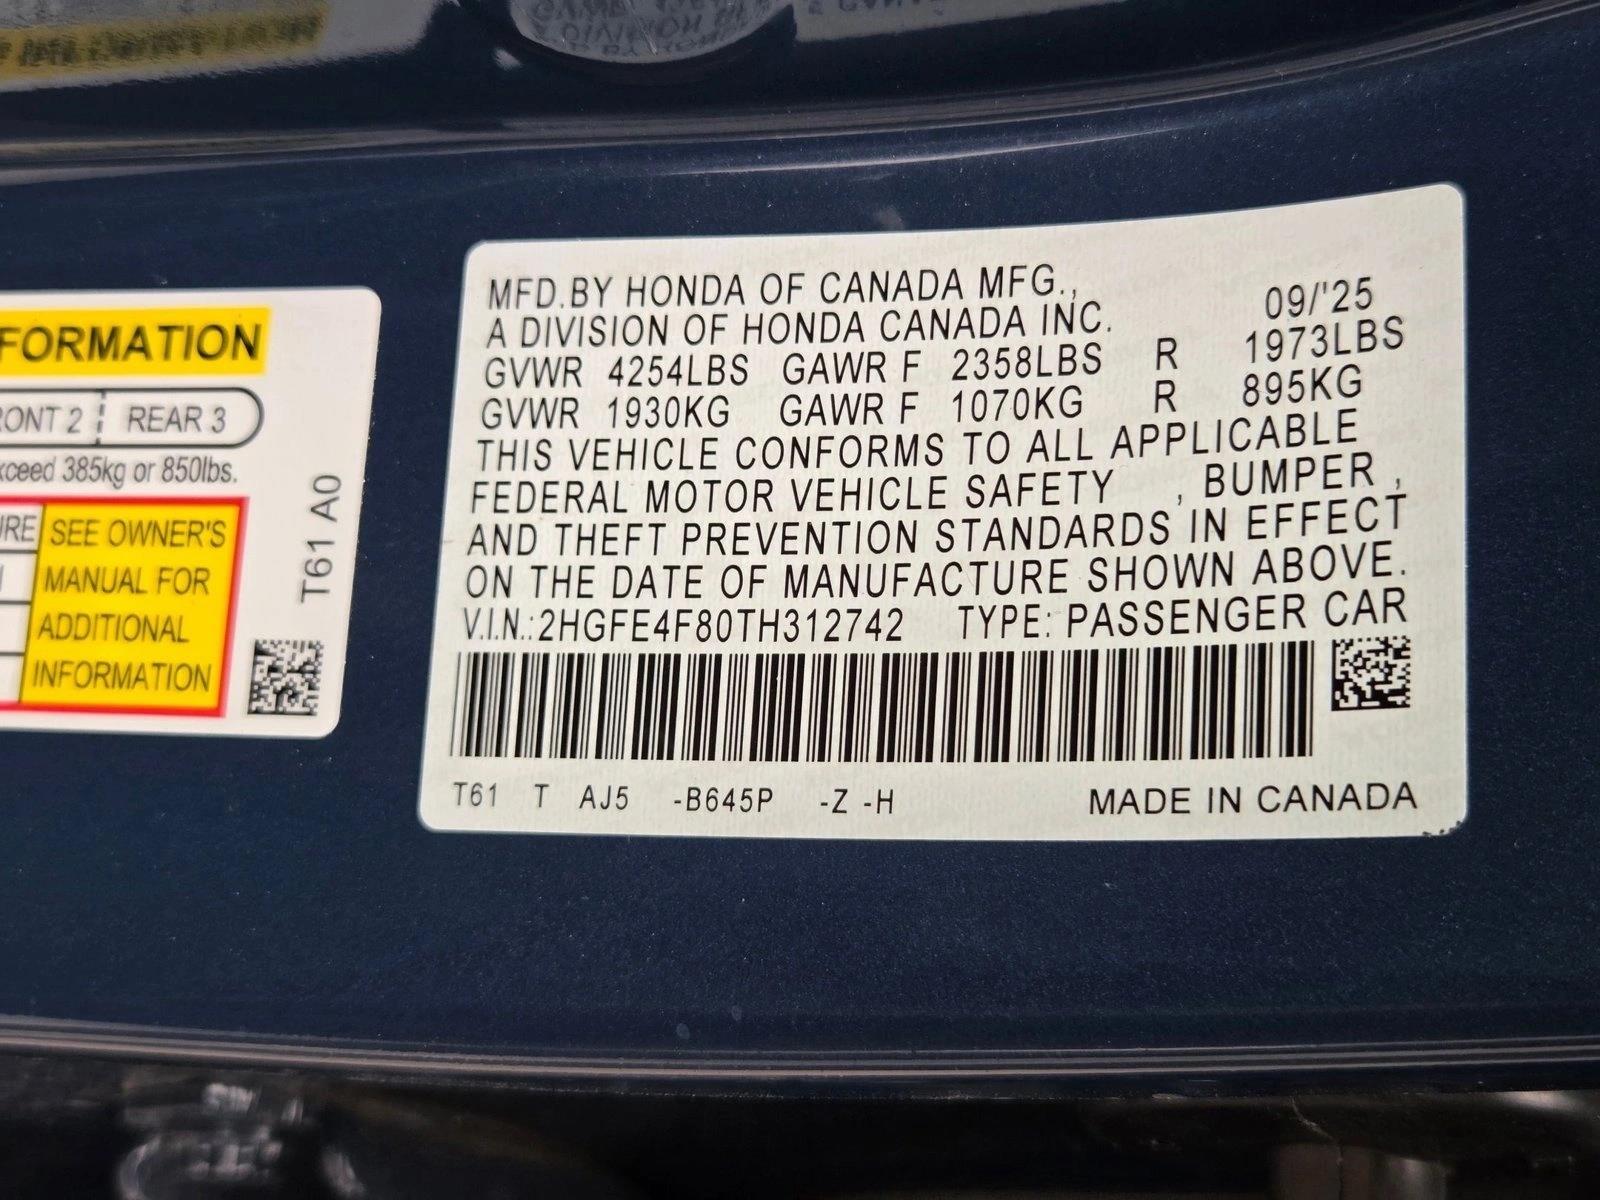 FORMATION
FRONT 2 REAR 3
exceed 385kg or 850lbs.
SEE OWNER'S
MANUAL FOR
ADDITIONAL
INFORMATION
T61 A0
MFD.BY HONDA OF CANADA MFG.,
A DIVISION OF HONDA CANADA INC. 09/'25
GVWR 4254LBS GAWR F 2358LBS R 1973LBS
GVWR 1930KG GAWR F 1070KG R 895KG
THIS VEHICLE CONFORMS TO ALL APPLICABLE
FEDERAL MOTOR VEHICLE SAFETY , BUMPER ,
AND THEFT PREVENTION STANDARDS IN EFFECT
ON THE DATE OF MANUFACTURE SHOWN ABOVE.
V.I.N.:2HGFE4F80TH312742 TYPE: PASSENGER CAR
T61 T AJ5 -B645P -Z -H MADE IN CANADA